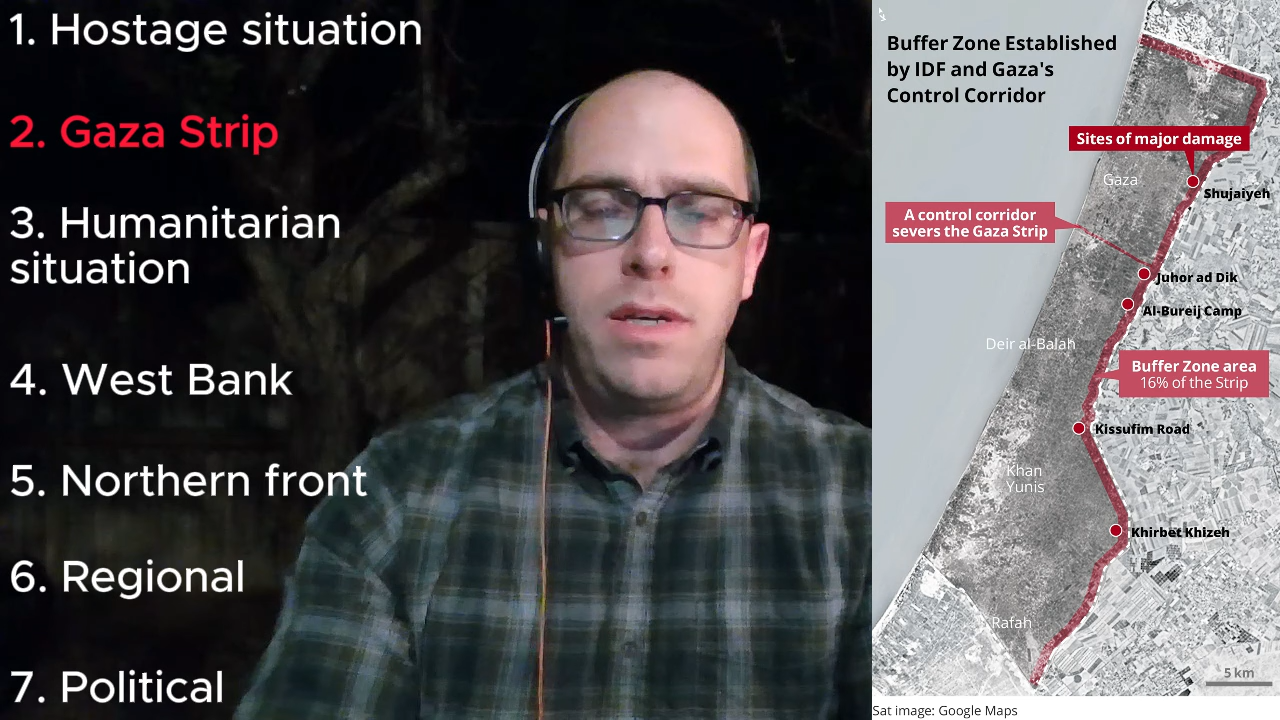 1. Hostage situation
2. Gaza Strip
3. Humanitarian
situation
4. West Bank
5. Northern front
6. Regional
7. Political
Buffer Zone Established
by IDF and Gaza's
Control Corridor
Sites of major damage
Gaza
Shujaiyeh
A control corridor
severs the Gaza Strip
Juhor ad Dik
Al-Bureij Camp
Deir al-Balah
Buffer Zone area
16% of the Strip
Kissufim Road
Khan
Yunis
Khirbet Khizeh
Rafah
5 km
Sat image: Google Maps